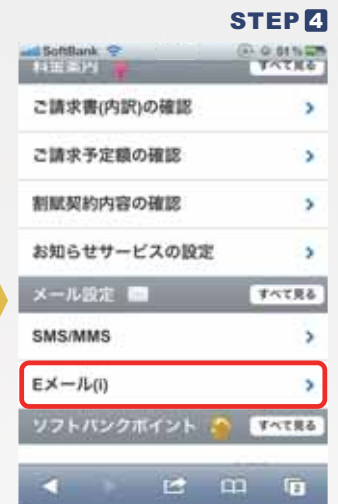 STEP 4
SoftBank 81%
料金案内 すべて見る
ご請求書(内訳)の確認
ご請求予定額の確認
割賦契約内容の確認
お知らせサービスの設定
メール設定 すべて見る
SMS/MMS
Eメール(i)
ソフトバンクポイント すべて見る